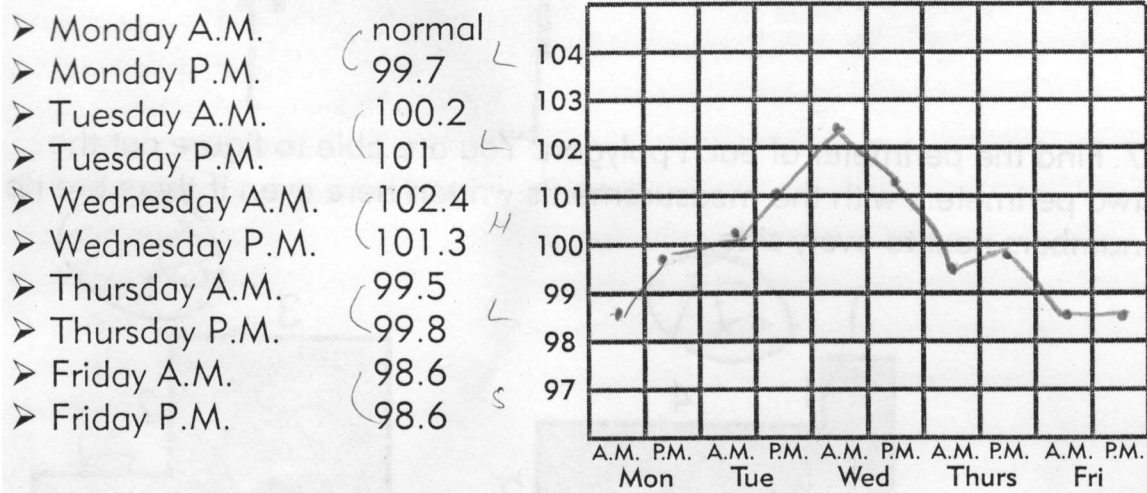 ➢ Monday A.M. normal L
➢ Monday P.M. 99.7
➢ Tuesday A.M. 100.2
➢ Tuesday P.M. 101.1 L
➢ Wednesday A.M. 102.4
➢ Wednesday P.M. 101.3 H
➢ Thursday A.M. 99.5
➢ Thursday P.M. 99.8 L
➢ Friday A.M. 98.6
➢ Friday P.M. 98.6 S
104
103
102
101
100
99
98
97
A.M. P.M. A.M. P.M. A.M. P.M. A.M. P.M. A.M. P.M.
Mon Tue Wed Thurs Fri